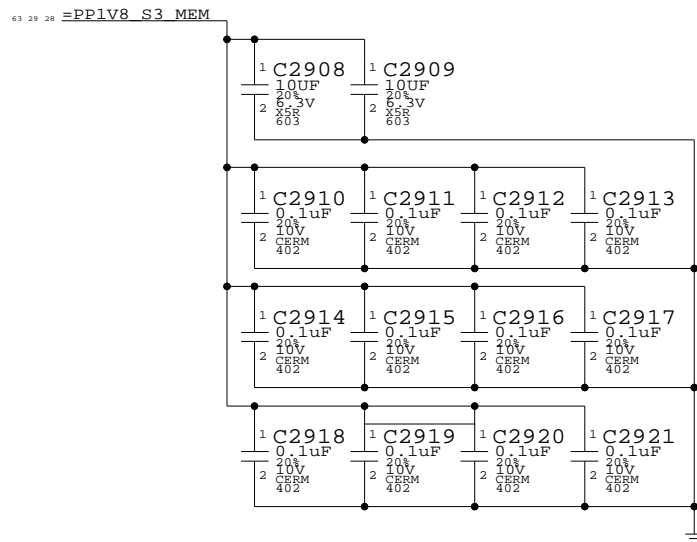 63 29 28 =PP1V8_S3_MEM
1 C2908 1 C2909
10UF 10UF
20% 20%
2 6.3V 2 6.3V
X5R X5R
603 603
1 C2910 1 C2911 1 C2912 1 C2913
0.1uF 0.1uF 0.1uF 0.1uF
20% 20% 20% 20%
2 10V 2 10V 2 10V 2 10V
CERM CERM CERM CERM
402 402 402 402
1 C2914 1 C2915 1 C2916 1 C2917
0.1uF 0.1uF 0.1uF 0.1uF
20% 20% 20% 20%
2 10V 2 10V 2 10V 2 10V
CERM CERM CERM CERM
402 402 402 402
1 C2918 1 C2919 1 C2920 1 C2921
0.1uF 0.1uF 0.1uF 0.1uF
20% 20% 20% 20%
2 10V 2 10V 2 10V 2 10V
CERM CERM CERM CERM
402 402 402 402